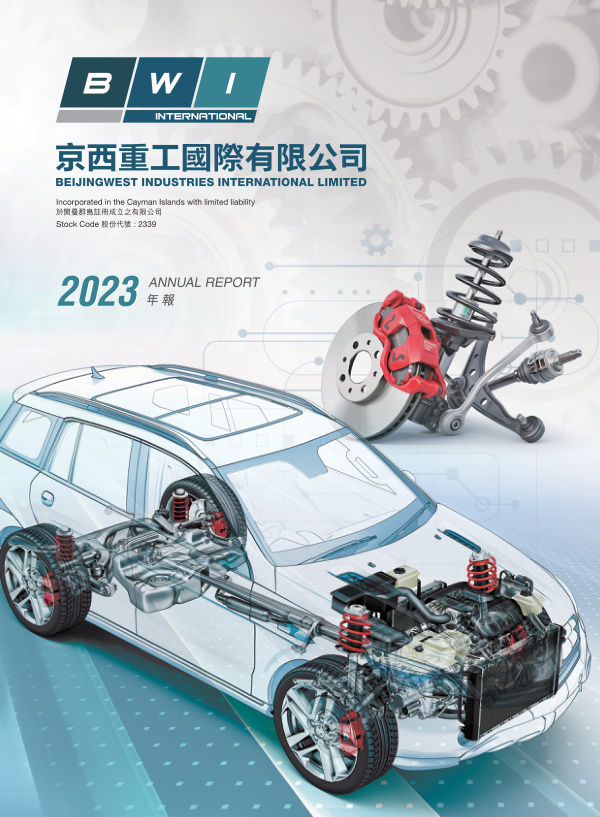 BWI
INTERNATIONAL
京西重工國際有限公司
BEIJINGWEST INDUSTRIES INTERNATIONAL LIMITED
Incorporated in the Cayman Islands with limited liability
於開曼群島註冊成立之有限公司
Stock Code 股份代號 : 2339
2023 ANNUAL REPORT
年報